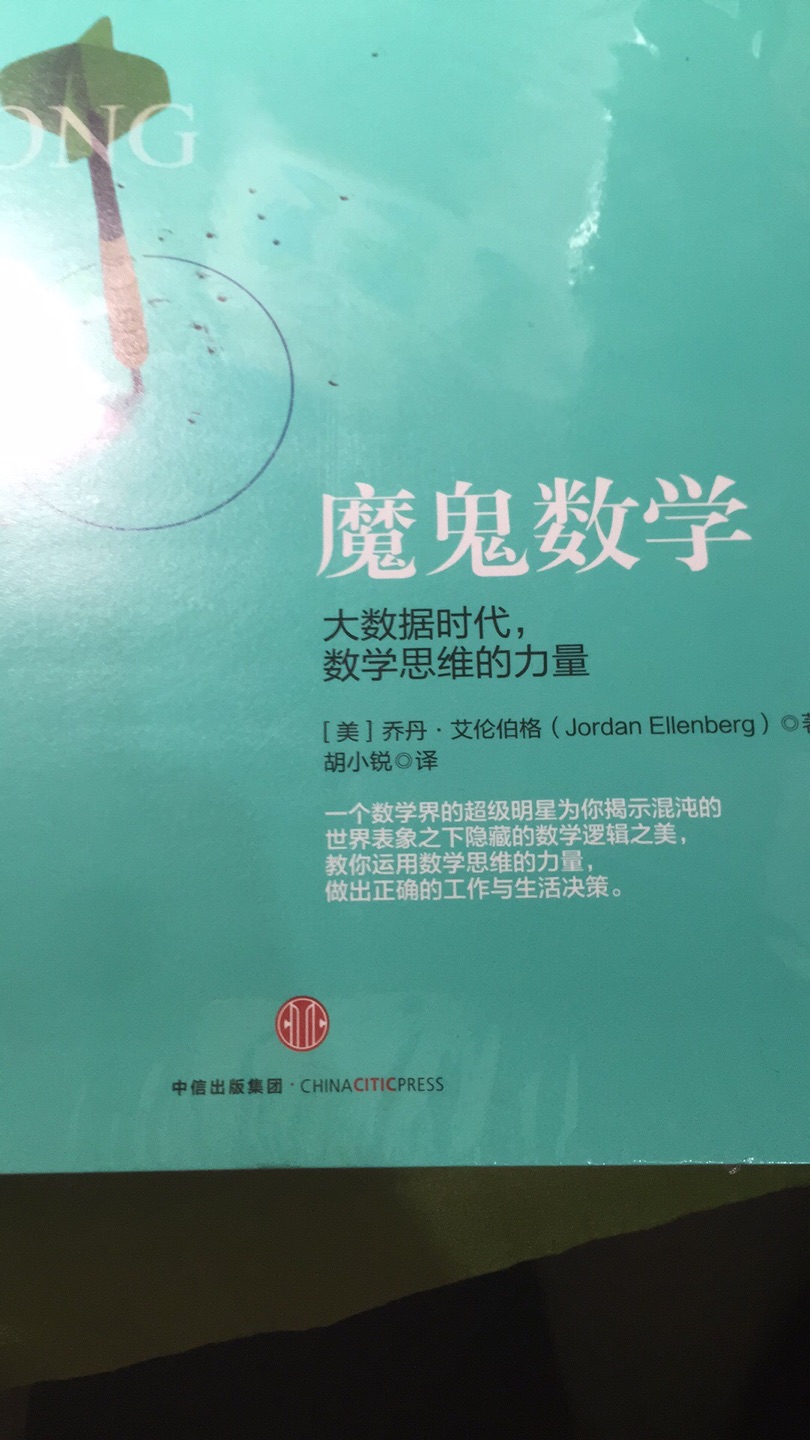 ONG
魔鬼数学
大数据时代，
数学思维的力量
[ 美 ] 乔丹 · 艾伦伯格（Jordan Ellenberg）◎著
胡小锐◎译
一个数学界的超级明星为你揭示混沌的
世界表象之下隐藏的数学逻辑之美，
教你运用数学思维的力量，
做出正确的工作与生活决策。
中信出版集团 · CHINACITICPRESS